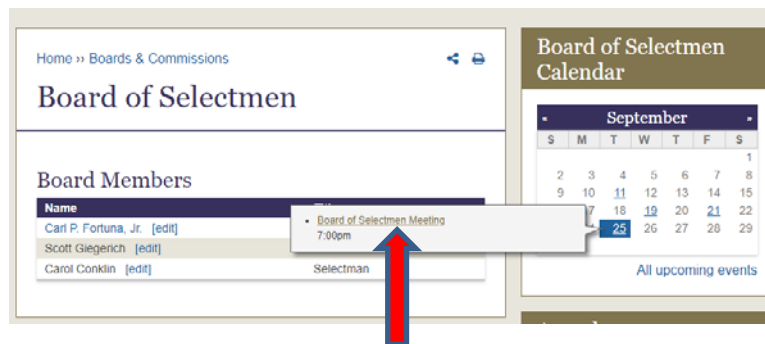 Home ›› Boards & Commissions
Board of Selectmen
Board Members
Name
Carl P. Fortuna, Jr. [edit]
Scott Giegerich [edit]
Carol Conklin [edit] Selectman
• Board of Selectmen Meeting
7:00pm
Board of Selectmen
Calendar
« September »
S M T W T F S
1
2 3 4 5 6 7 8
9 10 11 12 13 14 15
18 19 20 21 22
25 26 27 28 29
All upcoming events